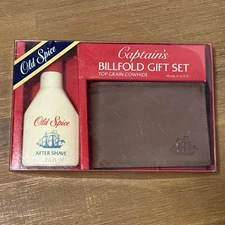 Old Spice
Captain's
BILLFOLD GIFT SET
TOP GRAIN COWHIDE
Made in U.S.A.
Old Spice
AFTER SHAVE